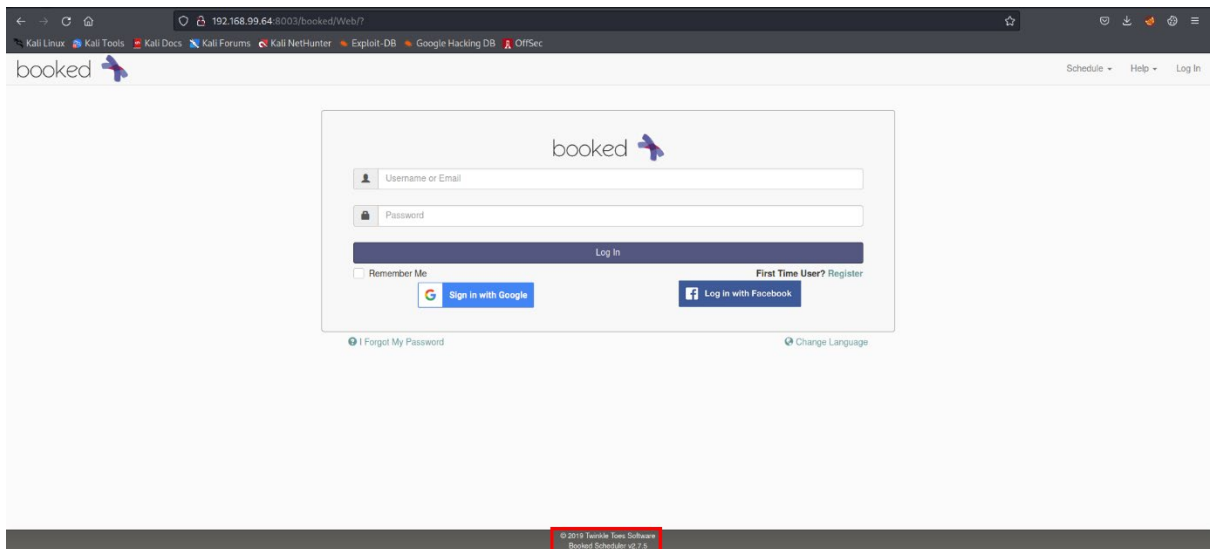 192.168.99.64:8003/booked/Web/?
Kali Linux Kali Tools Kali Docs Kali Forums Kali NetHunter Exploit-DB Google Hacking DB OffSec
booked Schedule Help Log In
booked
Username or Email
Password
Log In
Remember Me First Time User? Register
G Sign in with Google f Log in with Facebook
I Forgot My Password Change Language
© 2019 Twinkle Toes Software
Booked Scheduler v2.7.5